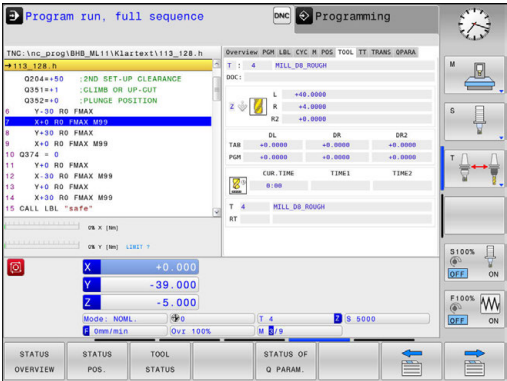 Program run, full sequence
DNC
Programming
TNC:\nc_prog\BHB_ML11\Klartext\113_128.h
→113_128.h
Q204=+50 ;2ND SET-UP CLEARANCE
Q351=+1 ;CLIMB OR UP-CUT
Q352=+0 ;PLUNGE POSITION
6 Y-30 R0 FMAX
7 X+0 R0 FMAX M99
8 Y+30 R0 FMAX
9 X+0 R0 FMAX M99
10 Q374 = 0
11 Y+0 R0 FMAX
12 X-30 R0 FMAX M99
13 Y+0 R0 FMAX
14 X+0 R0 FMAX M99
15 CALL LBL "safe"
0% X [Nm]
0% Y [Nm] LIMIT 1
Overview PGM LBL CYC M POS TOOL TT TRANS QPARA
T : 4 MILL_D8_ROUGH
DOC:
Z L +40.0000
R +4.0000
R2 +0.0000
DL DR DR2
TAB +0.0000 +0.0000 +0.0000
PGM +0.0000 +0.0000 +0.0000
CUR.TIME TIME1 TIME2
0:00
T 4 MILL_D8_ROUGH
RT
X +0.000
Y -39.000
Z -5.000
Mode: NOML. 0 T 4 Z S 5000
F 0mm/min Ovr 100% M 5/9
M
S
T
S100%
OFF ON
F100%
OFF ON
STATUS OVERVIEW
STATUS POS.
TOOL STATUS
STATUS OF Q PARAM.